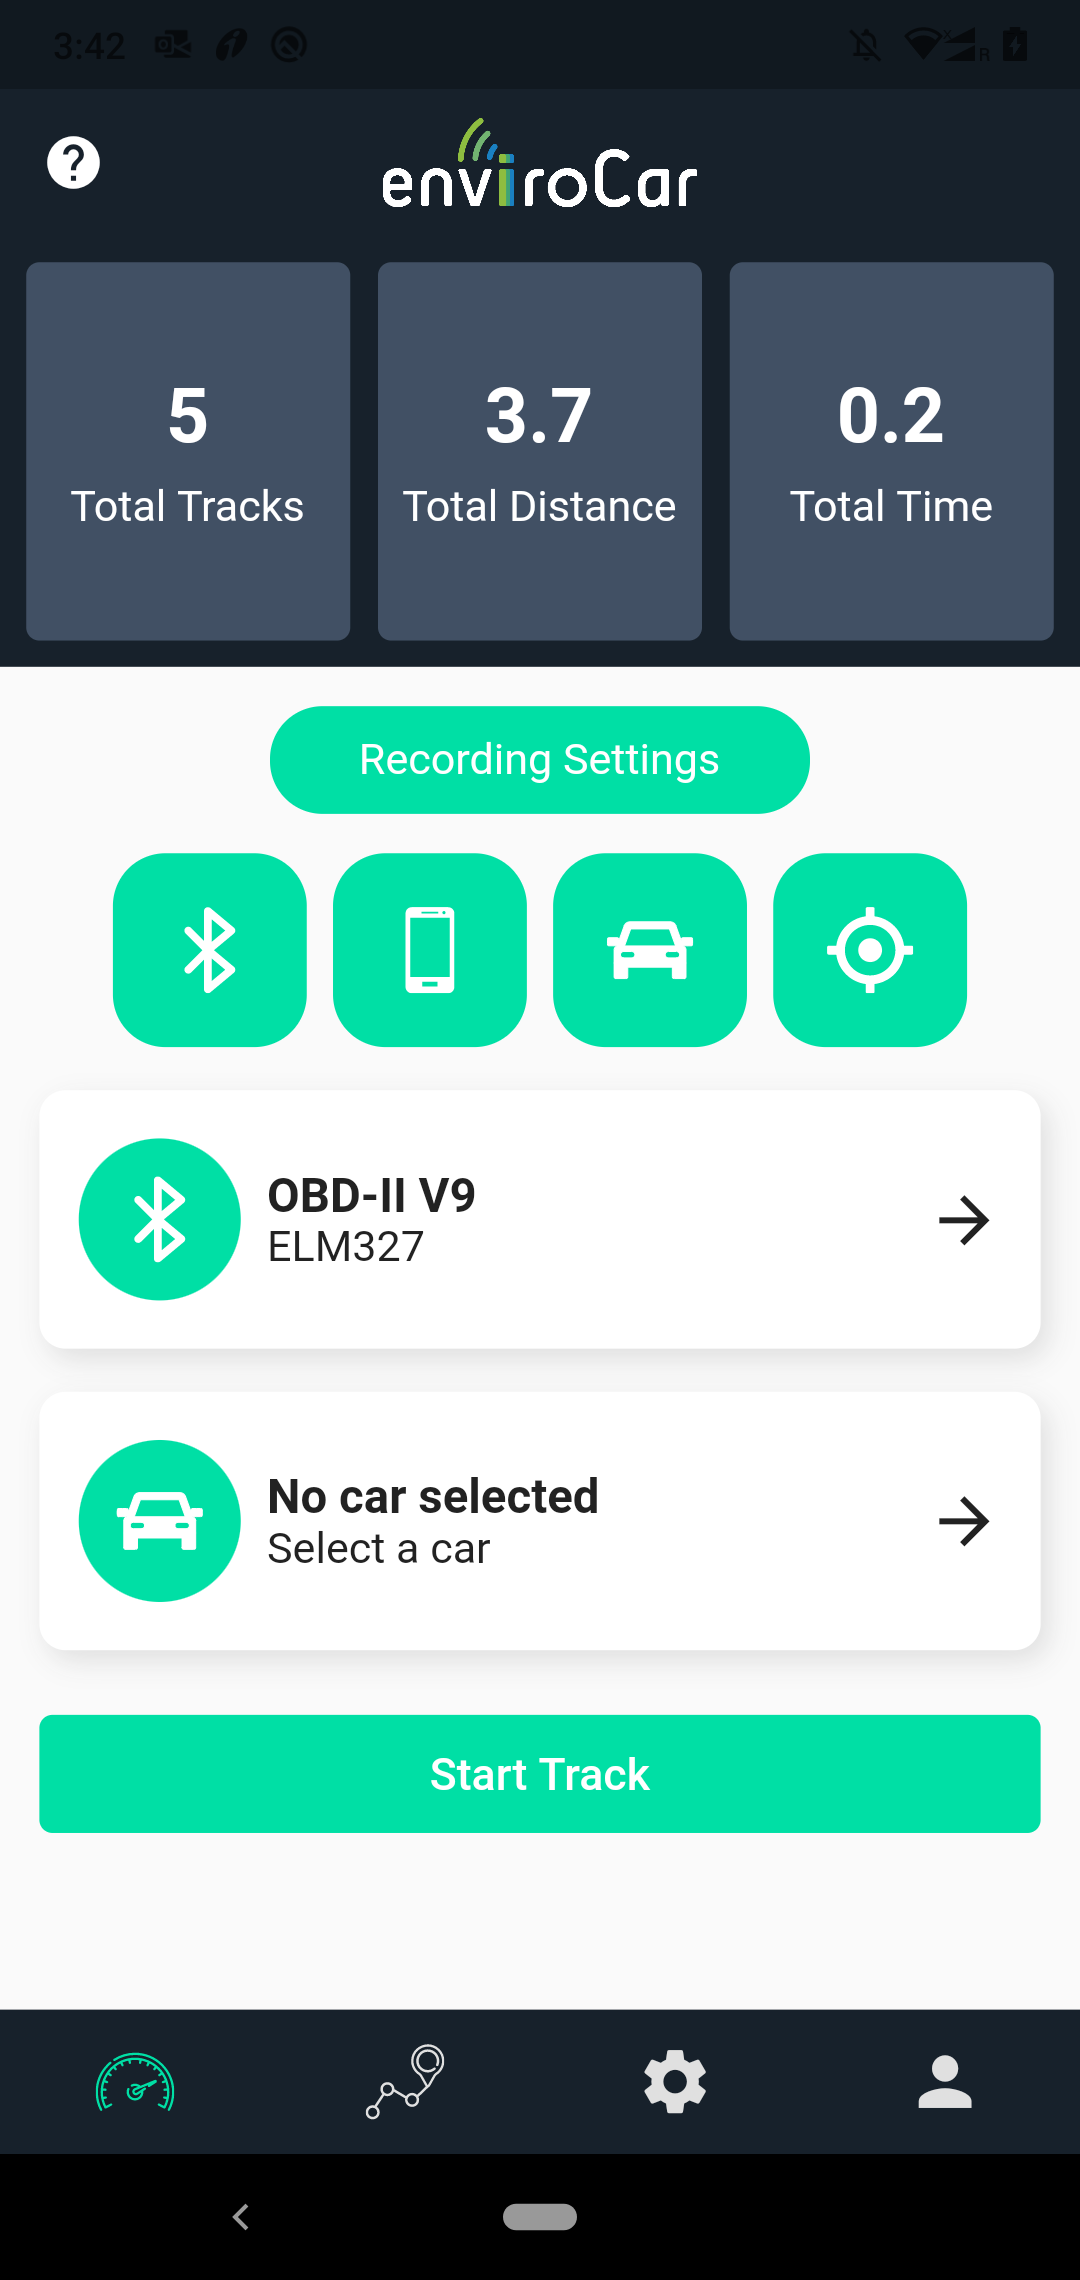 3:42
R
enviroCar
5
Total Tracks
3.7
Total Distance
0.2
Total Time
Recording Settings
OBD-II V9
ELM327
No car selected
Select a car
Start Track